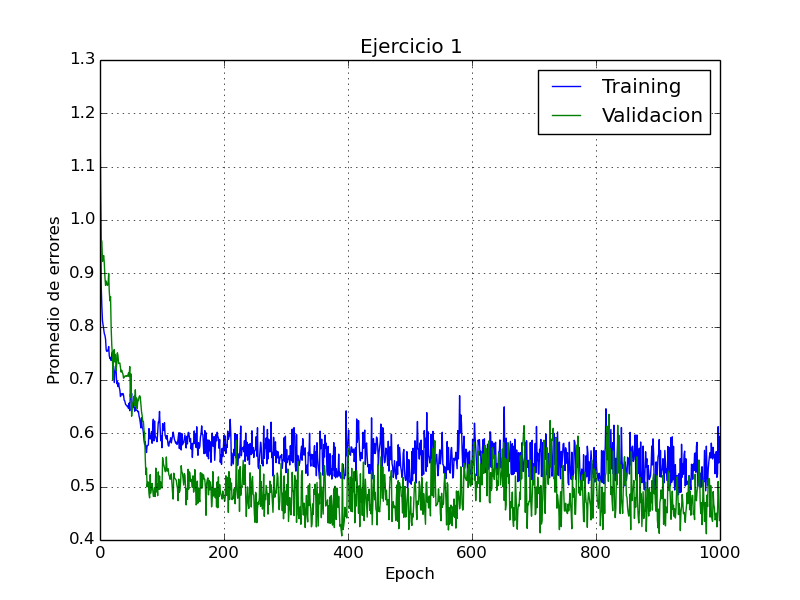 Ejercicio 1
Training
Validacion
Promedio de errores
1.3
1.2
1.1
1.0
0.9
0.8
0.7
0.6
0.5
0.4
0 200 400 600 800 1000
Epoch